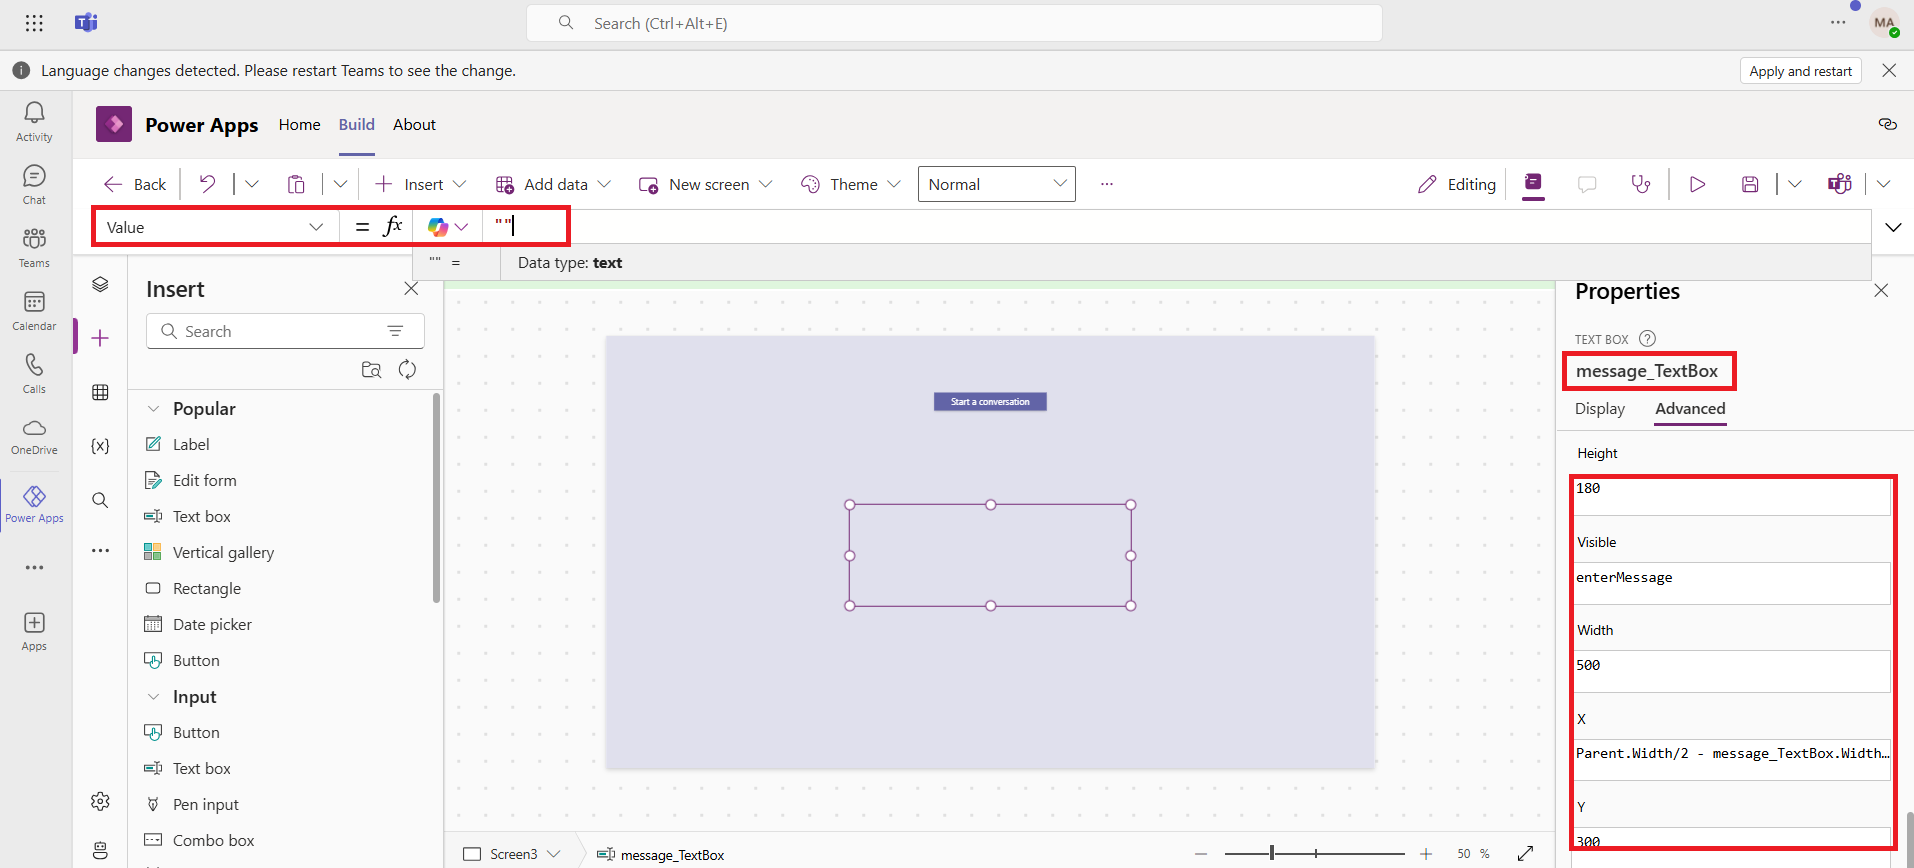 Search (Ctrl+Alt+E)
MA
Language changes detected. Please restart Teams to see the change.
Apply and restart
Activity
Chat
Teams
Calendar
Calls
OneDrive
Power Apps
Apps
Power Apps
Home
Build
About
Back
Insert
Add data
New screen
Theme
Normal
Editing
Value
= fx
""
"" =
Data type: text
Insert
Search
Popular
Label
Edit form
Text box
Vertical gallery
Rectangle
Date picker
Button
Input
Button
Text box
Pen input
Combo box
Start a conversation
Screen3
message_TextBox
50 %
Properties
TEXT BOX
message_TextBox
Display
Advanced
Height
180
Visible
enterMessage
Width
500
X
Parent.Width/2 - message_TextBox.Width…
Y
300